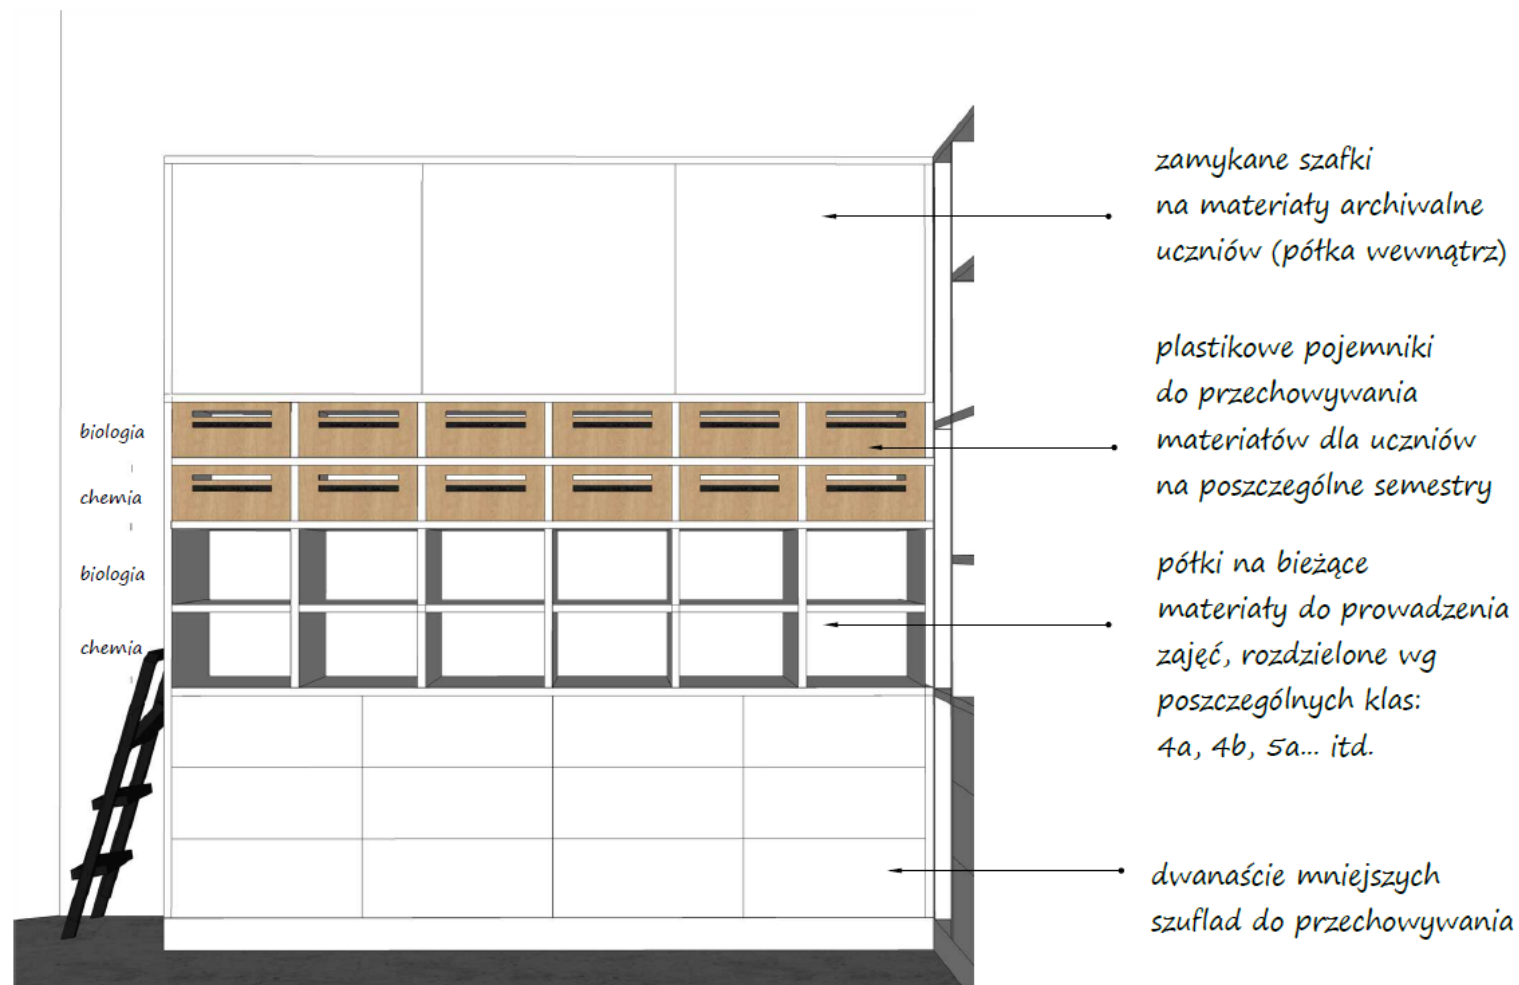 zamykane szafki
na materiały archiwalne
uczniów (półka wewnątrz)
plastikowe pojemniki
do przechowywania
materiałów dla uczniów
na poszczególne semestry
biologia
chemia
biologia
chemia
półki na bieżące
materiały do prowadzenia
zajęć, rozdzielone wg
poszczególnych klas:
4a, 4b, 5a... itd.
dwanaście mniejszych
szuflad do przechowywania